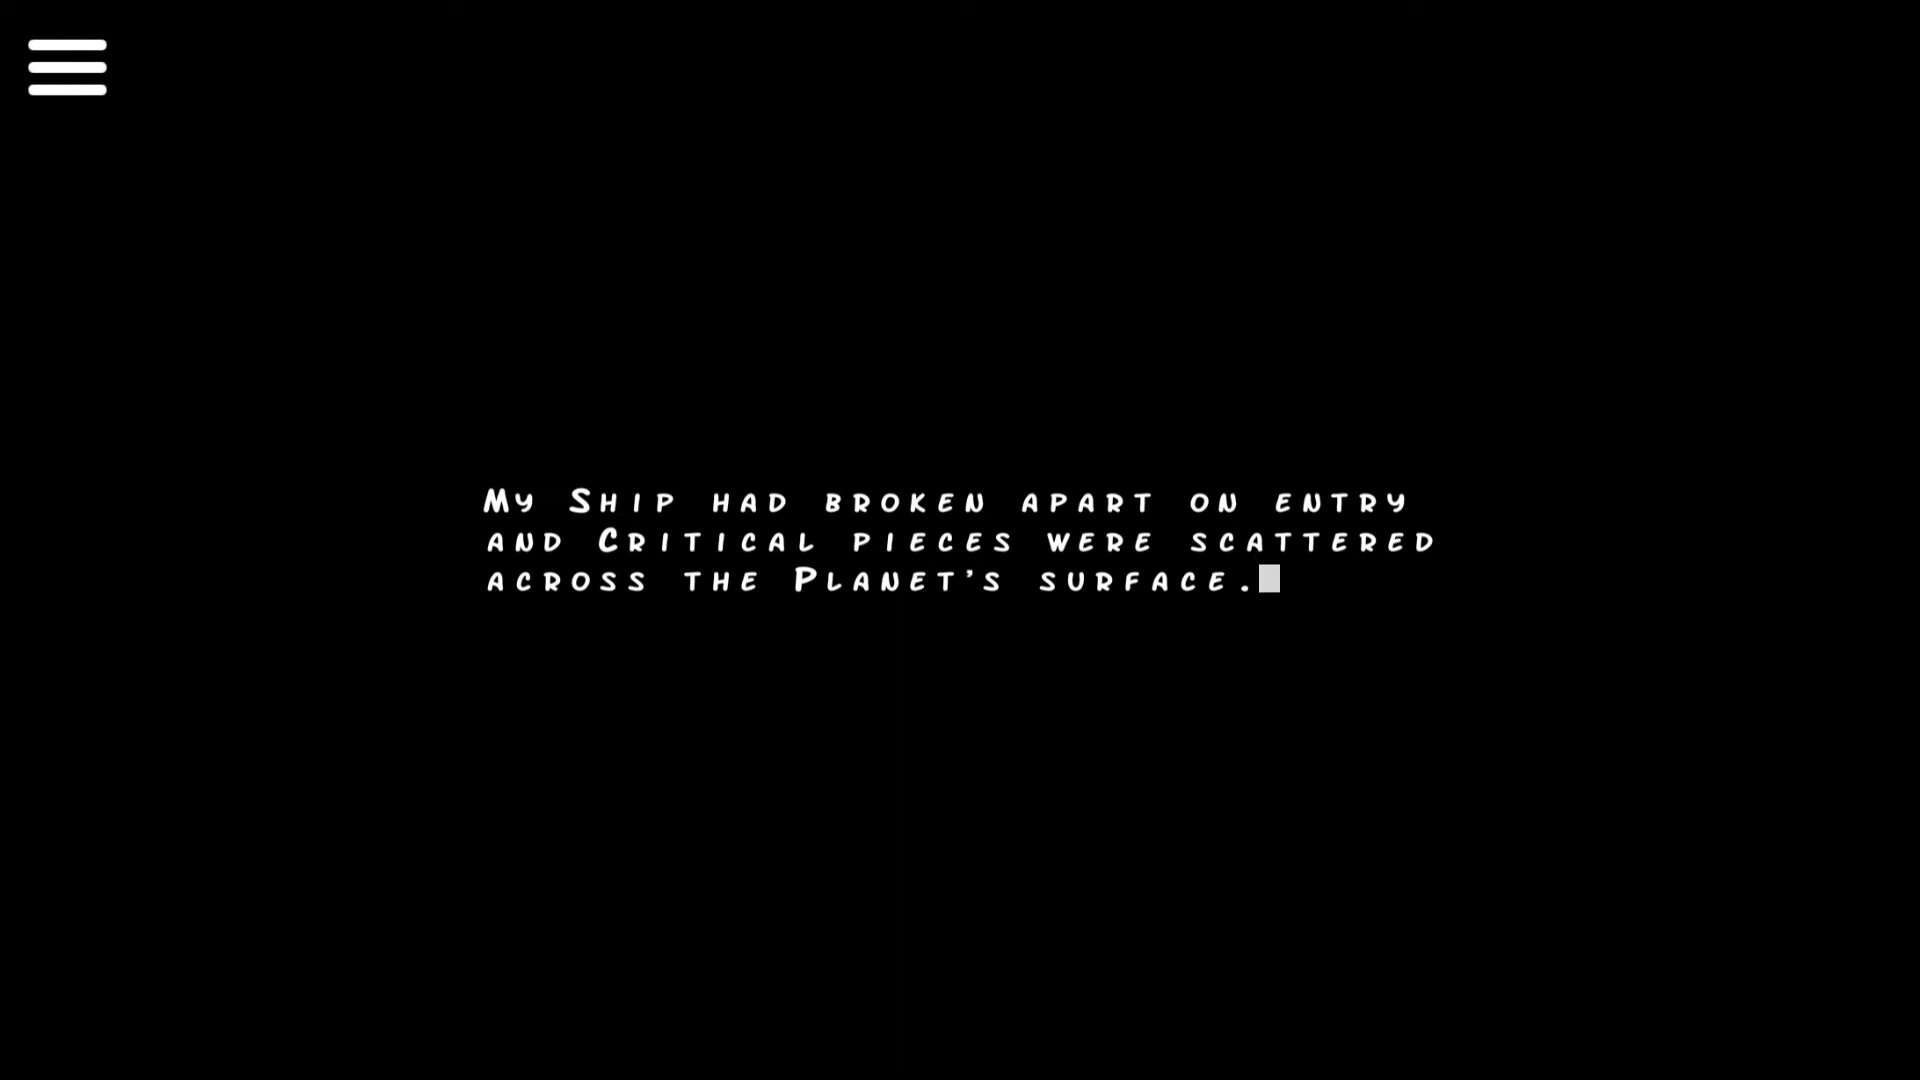 My Ship had broken apart on entry
and Critical pieces were scattered
across the Planet's surface.